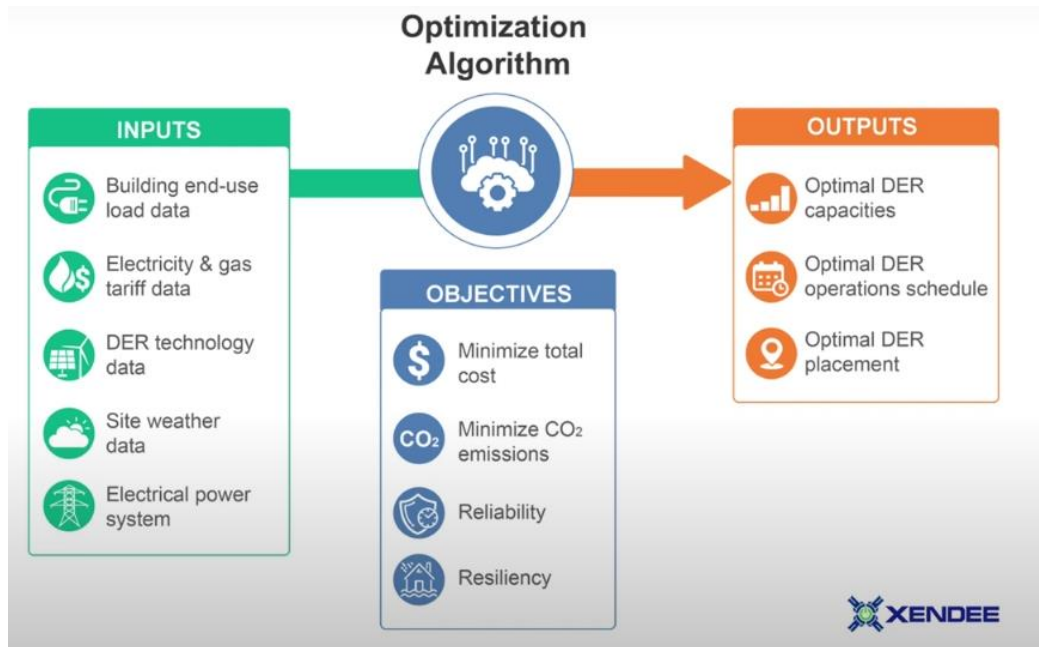 Optimization
Algorithm
INPUTS
Building end-use
load data
Electricity & gas
tariff data
DER technology
data
Site weather
data
Electrical power
system
OBJECTIVES
$
Minimize total
cost
CO₂
Minimize CO₂
emissions
Reliability
Resiliency
OUTPUTS
Optimal DER
capacities
Optimal DER
operations schedule
Optimal DER
placement
XENDEE